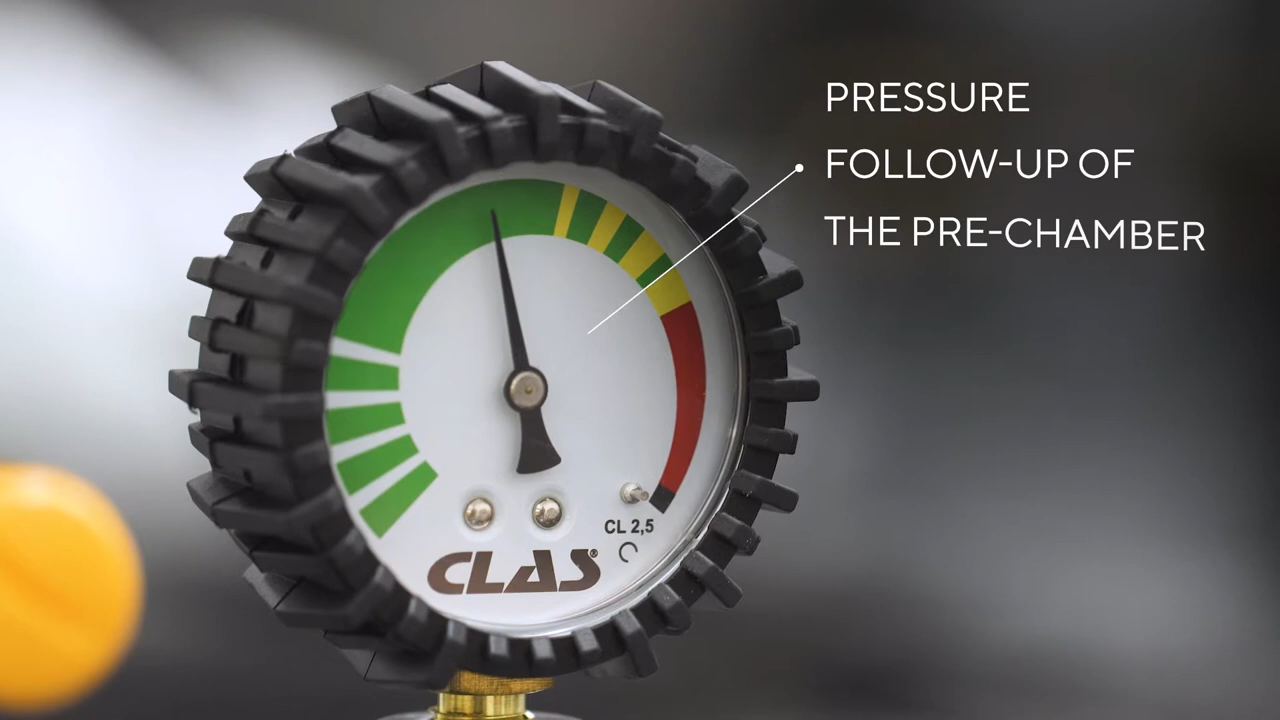 PRESSURE
FOLLOW-UP OF
THE PRE-CHAMBER
CL 2,5
CLAS®